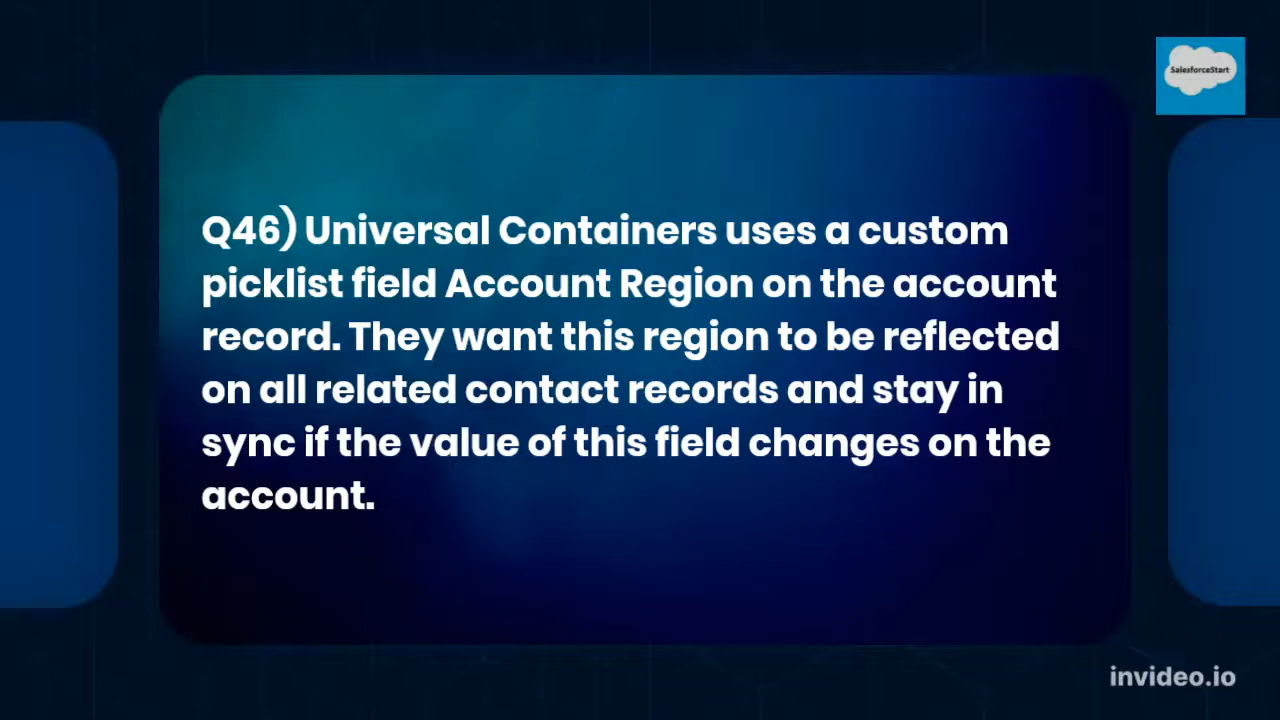 SalesforceStart
Q46) Universal Containers uses a custom
picklist field Account Region on the account
record. They want this region to be reflected
on all related contact records and stay in
sync if the value of this field changes on the
account.
invideo.io